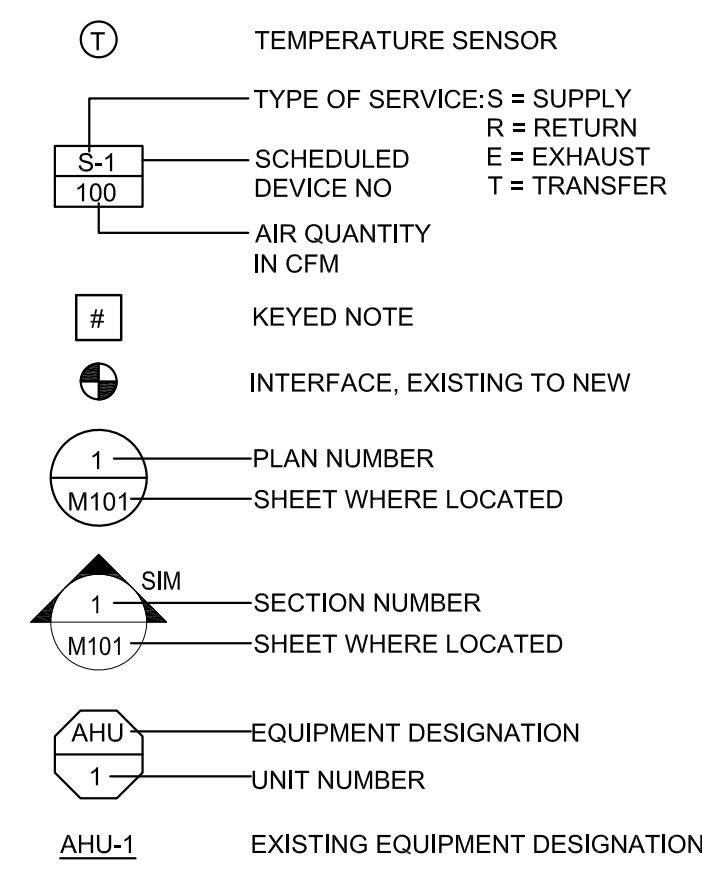 T TEMPERATURE SENSOR
TYPE OF SERVICE: S = SUPPLY
R = RETURN
S-1 SCHEDULED E = EXHAUST
100 DEVICE NO T = TRANSFER
AIR QUANTITY
IN CFM
# KEYED NOTE
INTERFACE, EXISTING TO NEW
1 PLAN NUMBER
M101 SHEET WHERE LOCATED
SIM
1 SECTION NUMBER
M101 SHEET WHERE LOCATED
AHU EQUIPMENT DESIGNATION
1 UNIT NUMBER
AHU-1 EXISTING EQUIPMENT DESIGNATION